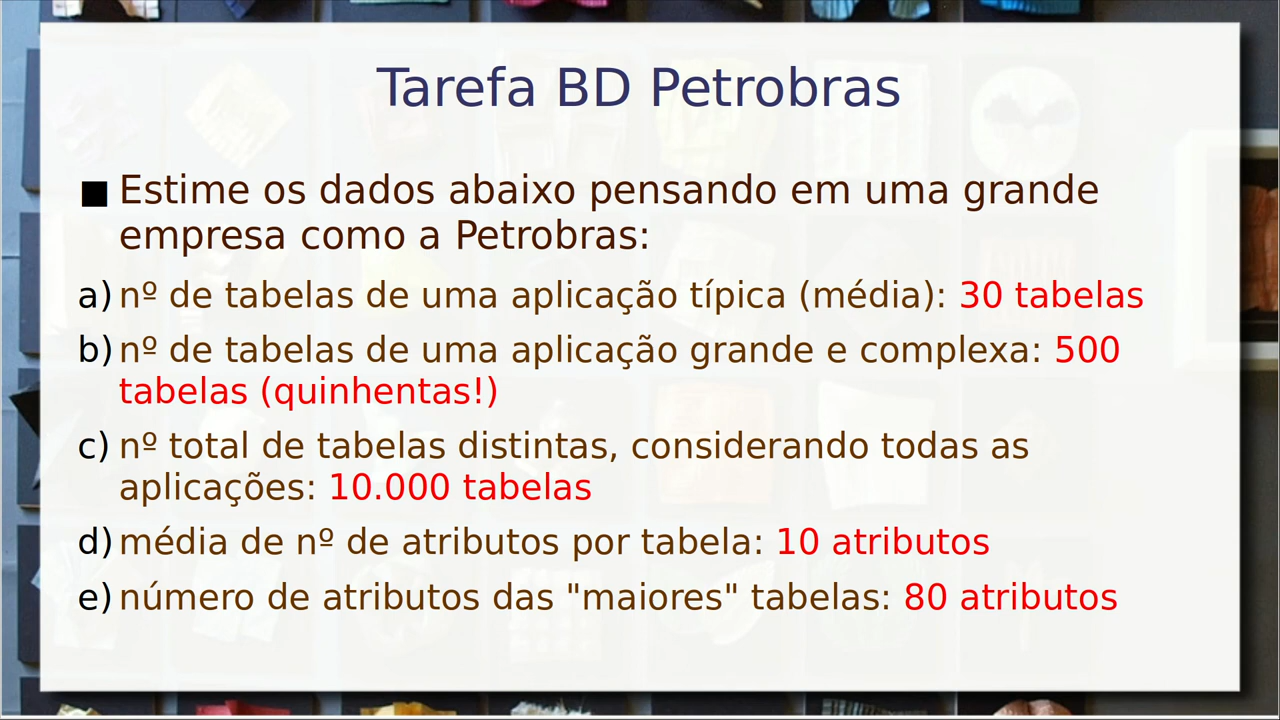 Tarefa BD Petrobras
■ Estime os dados abaixo pensando em uma grande
empresa como a Petrobras:
a) nº de tabelas de uma aplicação típica (média): 30 tabelas
b) nº de tabelas de uma aplicação grande e complexa: 500
tabelas (quinhentas!)
c) nº total de tabelas distintas, considerando todas as
aplicações: 10.000 tabelas
d) média de nº de atributos por tabela: 10 atributos
e) número de atributos das "maiores" tabelas: 80 atributos